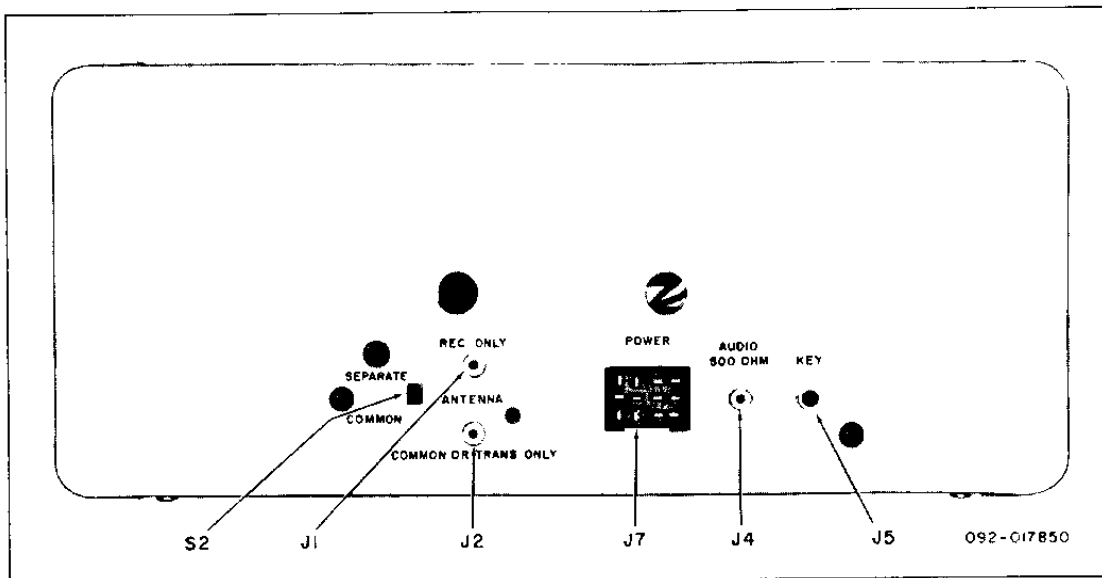 REC ONLY
POWER
AUDIO
500 OHM
KEY
SEPARATE
ANTENNA
COMMON
COMMON OR TRANS ONLY
S2
J1
J2
J7
J4
J5
092-017850